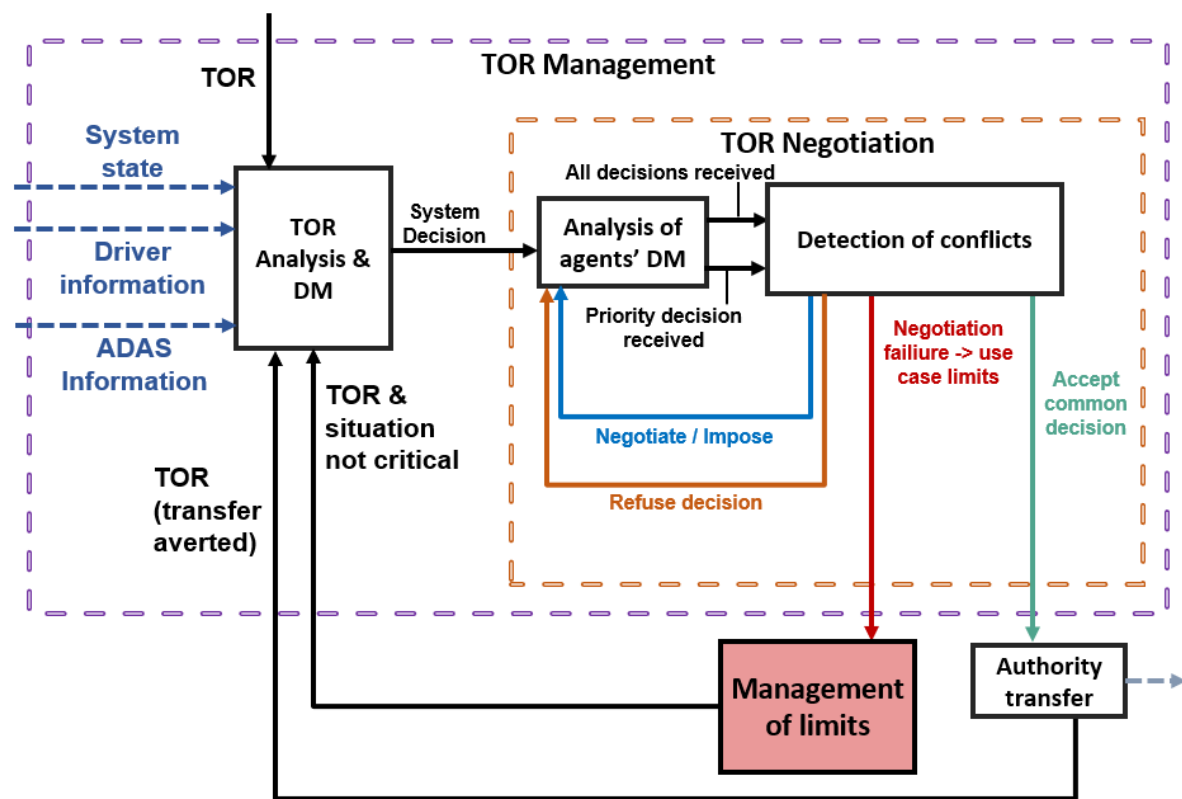 TOR Management
TOR
System
state
TOR Negotiation
All decisions received
TOR
Analysis &
DM
System
Decision
Analysis of
agents' DM
Detection of conflicts
Driver
information
Priority decision
received
ADAS
Information
Negotiation
failiure -> use
case limits
Accept
common
decision
TOR &
situation
not critical
Negotiate / Impose
Refuse decision
TOR
(transfer
averted)
Management
of limits
Authority
transfer